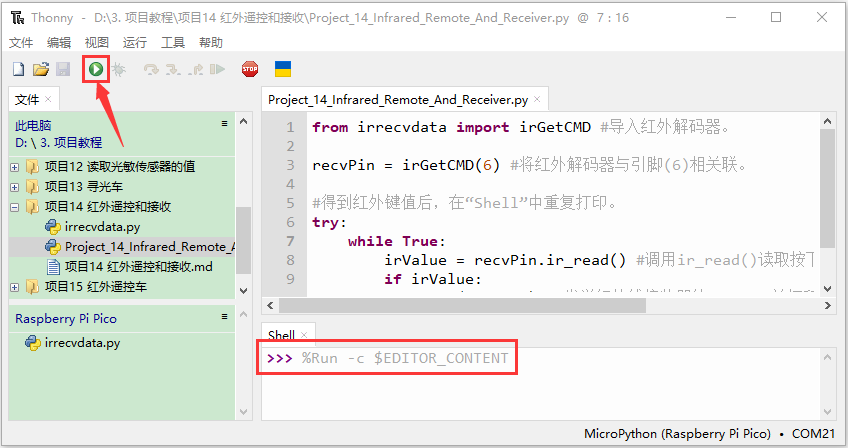 Thonny - D:\3. 项目教程\项目14 红外遥控和接收\Project_14_Infrared_Remote_And_Receiver.py @ 7 : 16
文件 编辑 视图 运行 工具 帮助
STOP
文件 ×
此电脑
D: \ 3. 项目教程
项目12 读取光敏传感器的值
项目13 寻光车
项目14 红外遥控和接收
irrecvdata.py
Project_14_Infrared_Remote_A
项目14 红外遥控和接收.md
项目15 红外遥控车
Raspberry Pi Pico
irrecvdata.py
Project_14_Infrared_Remote_And_Receiver.py ×
1 from irrecvdata import irGetCMD #导入红外解码器。
2
3 recvPin = irGetCMD(6) #将红外解码器与引脚(6)相关联。
4
5 #得到红外键值后，在“Shell”中重复打印。
6 try:
7 while True:
8 irValue = recvPin.ir_read() #调用ir_read()读取按下
9 if irValue:
Shell ×
>>> %Run -c $EDITOR_CONTENT
MicroPython (Raspberry Pi Pico) • COM21